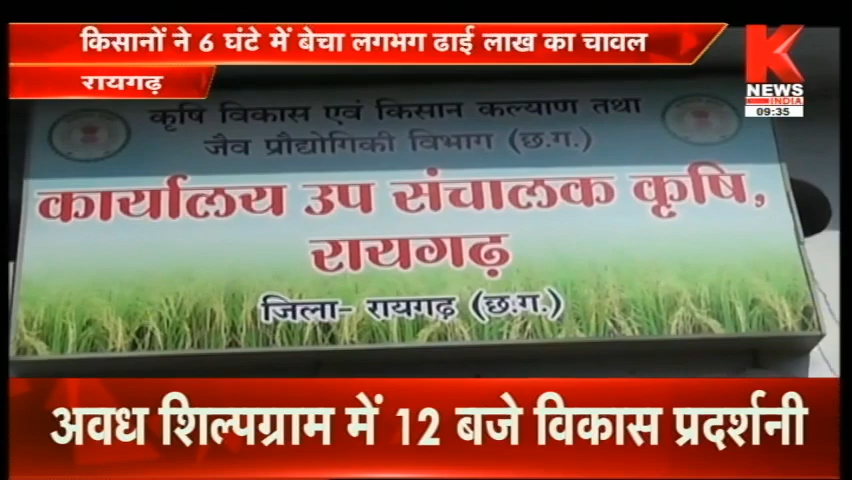 किसानों ने 6 घंटे में बेचा लगभग ढाई लाख का चावल
रायगढ़
K
NEWS
INDIA
09:35
कृषि विकास एवं किसान कल्याण तथा
जैव प्रौद्योगिकी विभाग (छ.ग.)
कार्यालय उप संचालक कृषि,
रायगढ़
जिला- रायगढ़ (छ.ग.)
अवध शिल्पग्राम में 12 बजे विकास प्रदर्शनी